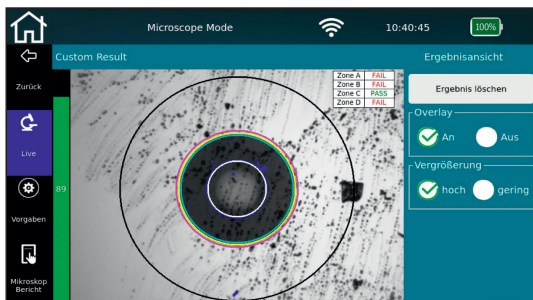 Microscope Mode
10:40:45
100%
Custom Result
Ergebnisansicht
Zurück
Live
Vorgaben
Mikroskop
Bericht
89
Zone A FAIL
Zone B FAIL
Zone C PASS
Zone D FAIL
Ergebnis löschen
Overlay
An
Aus
Vergrößerung
hoch
gering